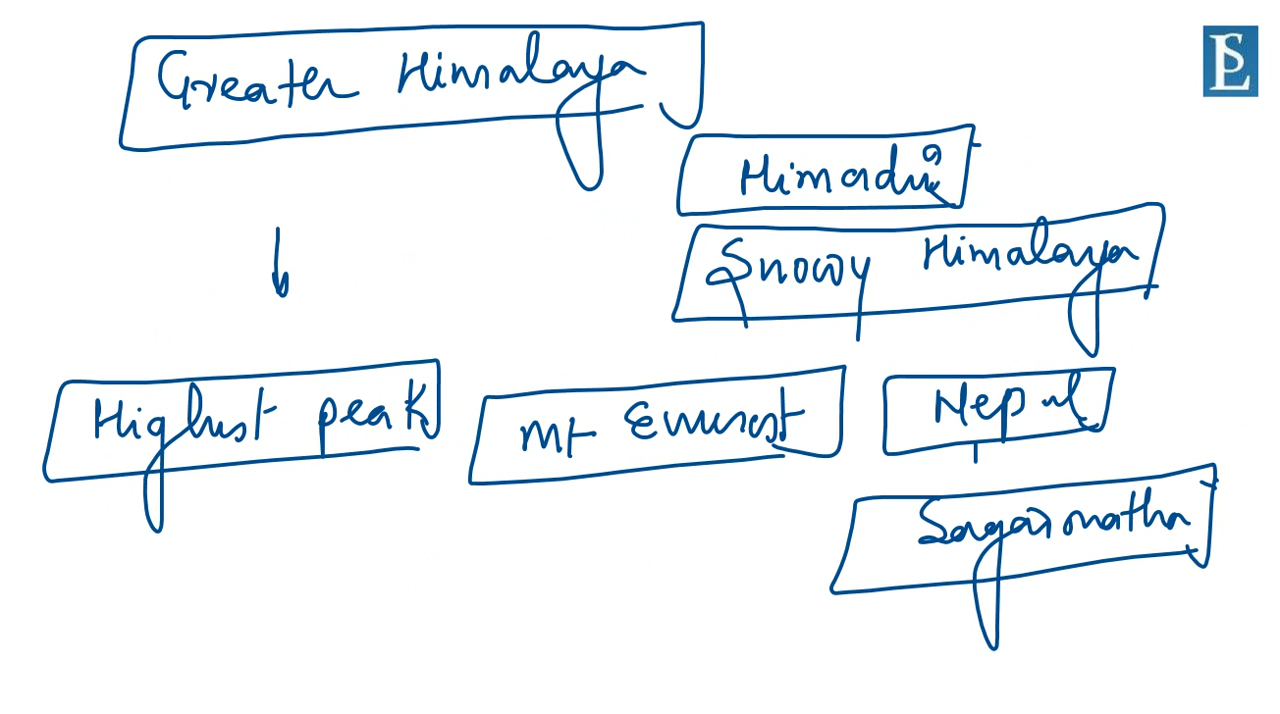 Greater Himalaya
Himadri
Snowy Himalaya
Highest peak
Mt Everest
Nepal
Sagarmatha